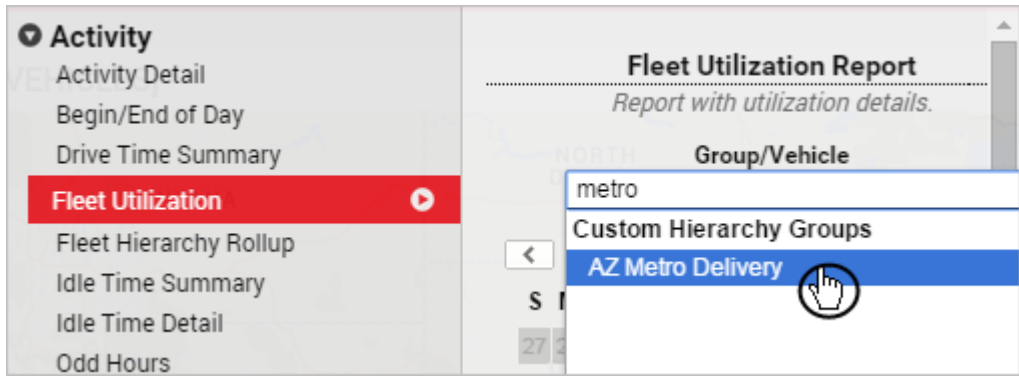 Activity
Activity Detail
Begin/End of Day
Drive Time Summary
Fleet Utilization
Fleet Hierarchy Rollup
Idle Time Summary
Idle Time Detail
Odd Hours
Fleet Utilization Report
Report with utilization details.
Group/Vehicle
metro
Custom Hierarchy Groups
AZ Metro Delivery
S
27
NORTH